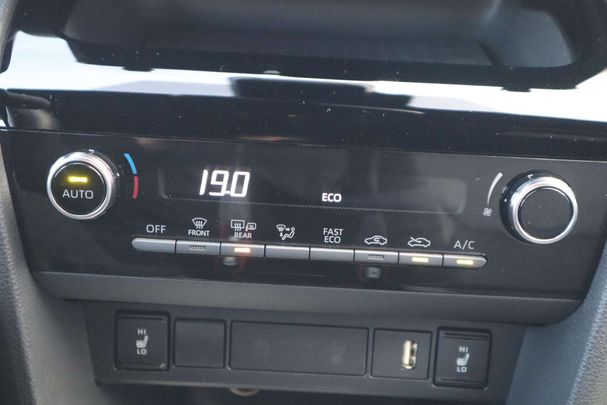 19.0
ECO
AUTO
OFF FRONT REAR FAST ECO A/C
HI LO
HI LO